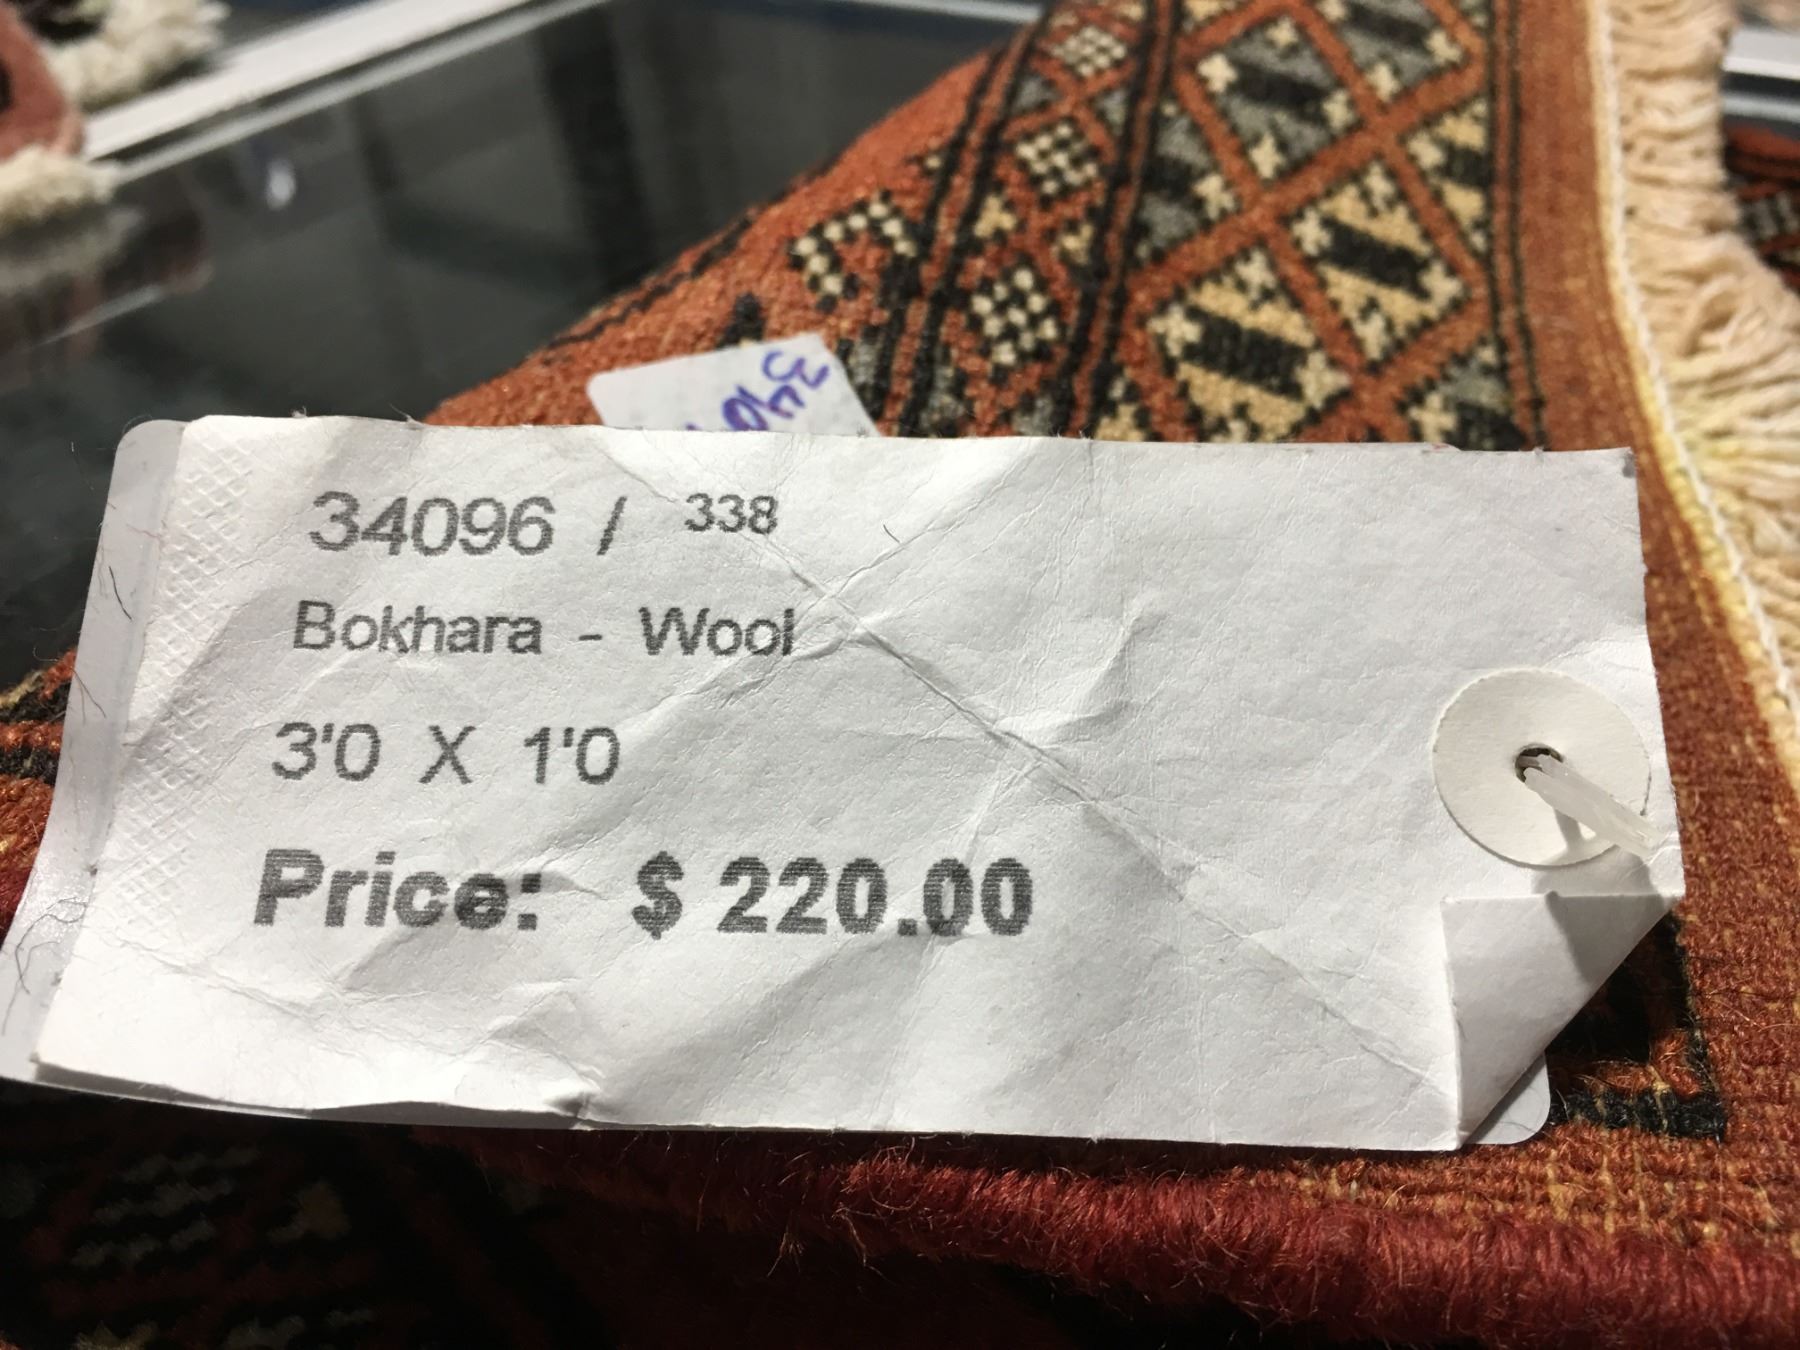 34096 / 338
Bokhara - Wool
3'0 X 1'0
Price: $ 220.00